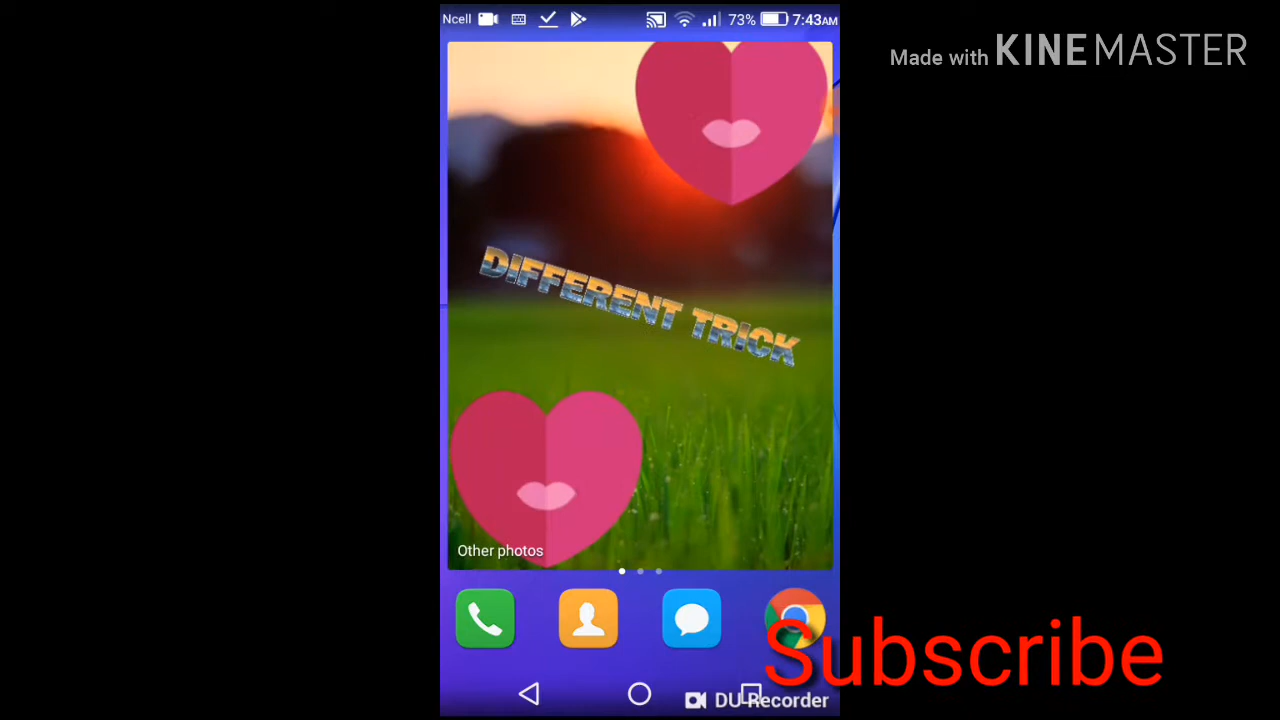 Ncell 73% 7:43AM
Made with KINEMASTER
DIFFERENT TRICK
Other photos
Subscribe
DU Recorder